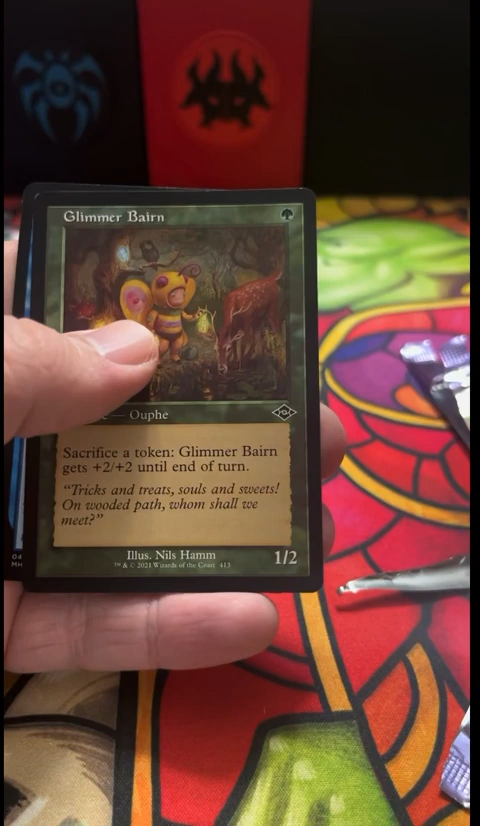 Glimmer Bairn
— Ouphe
Sacrifice a token: Glimmer Bairn
gets +2/+2 until end of turn.
“Tricks and treats, souls and sweets!
On wooded path, whom shall we
meet?”
Illus. Nils Hamm
™ & © 2021 Wizards of the Coast 413
1/2
04
MH